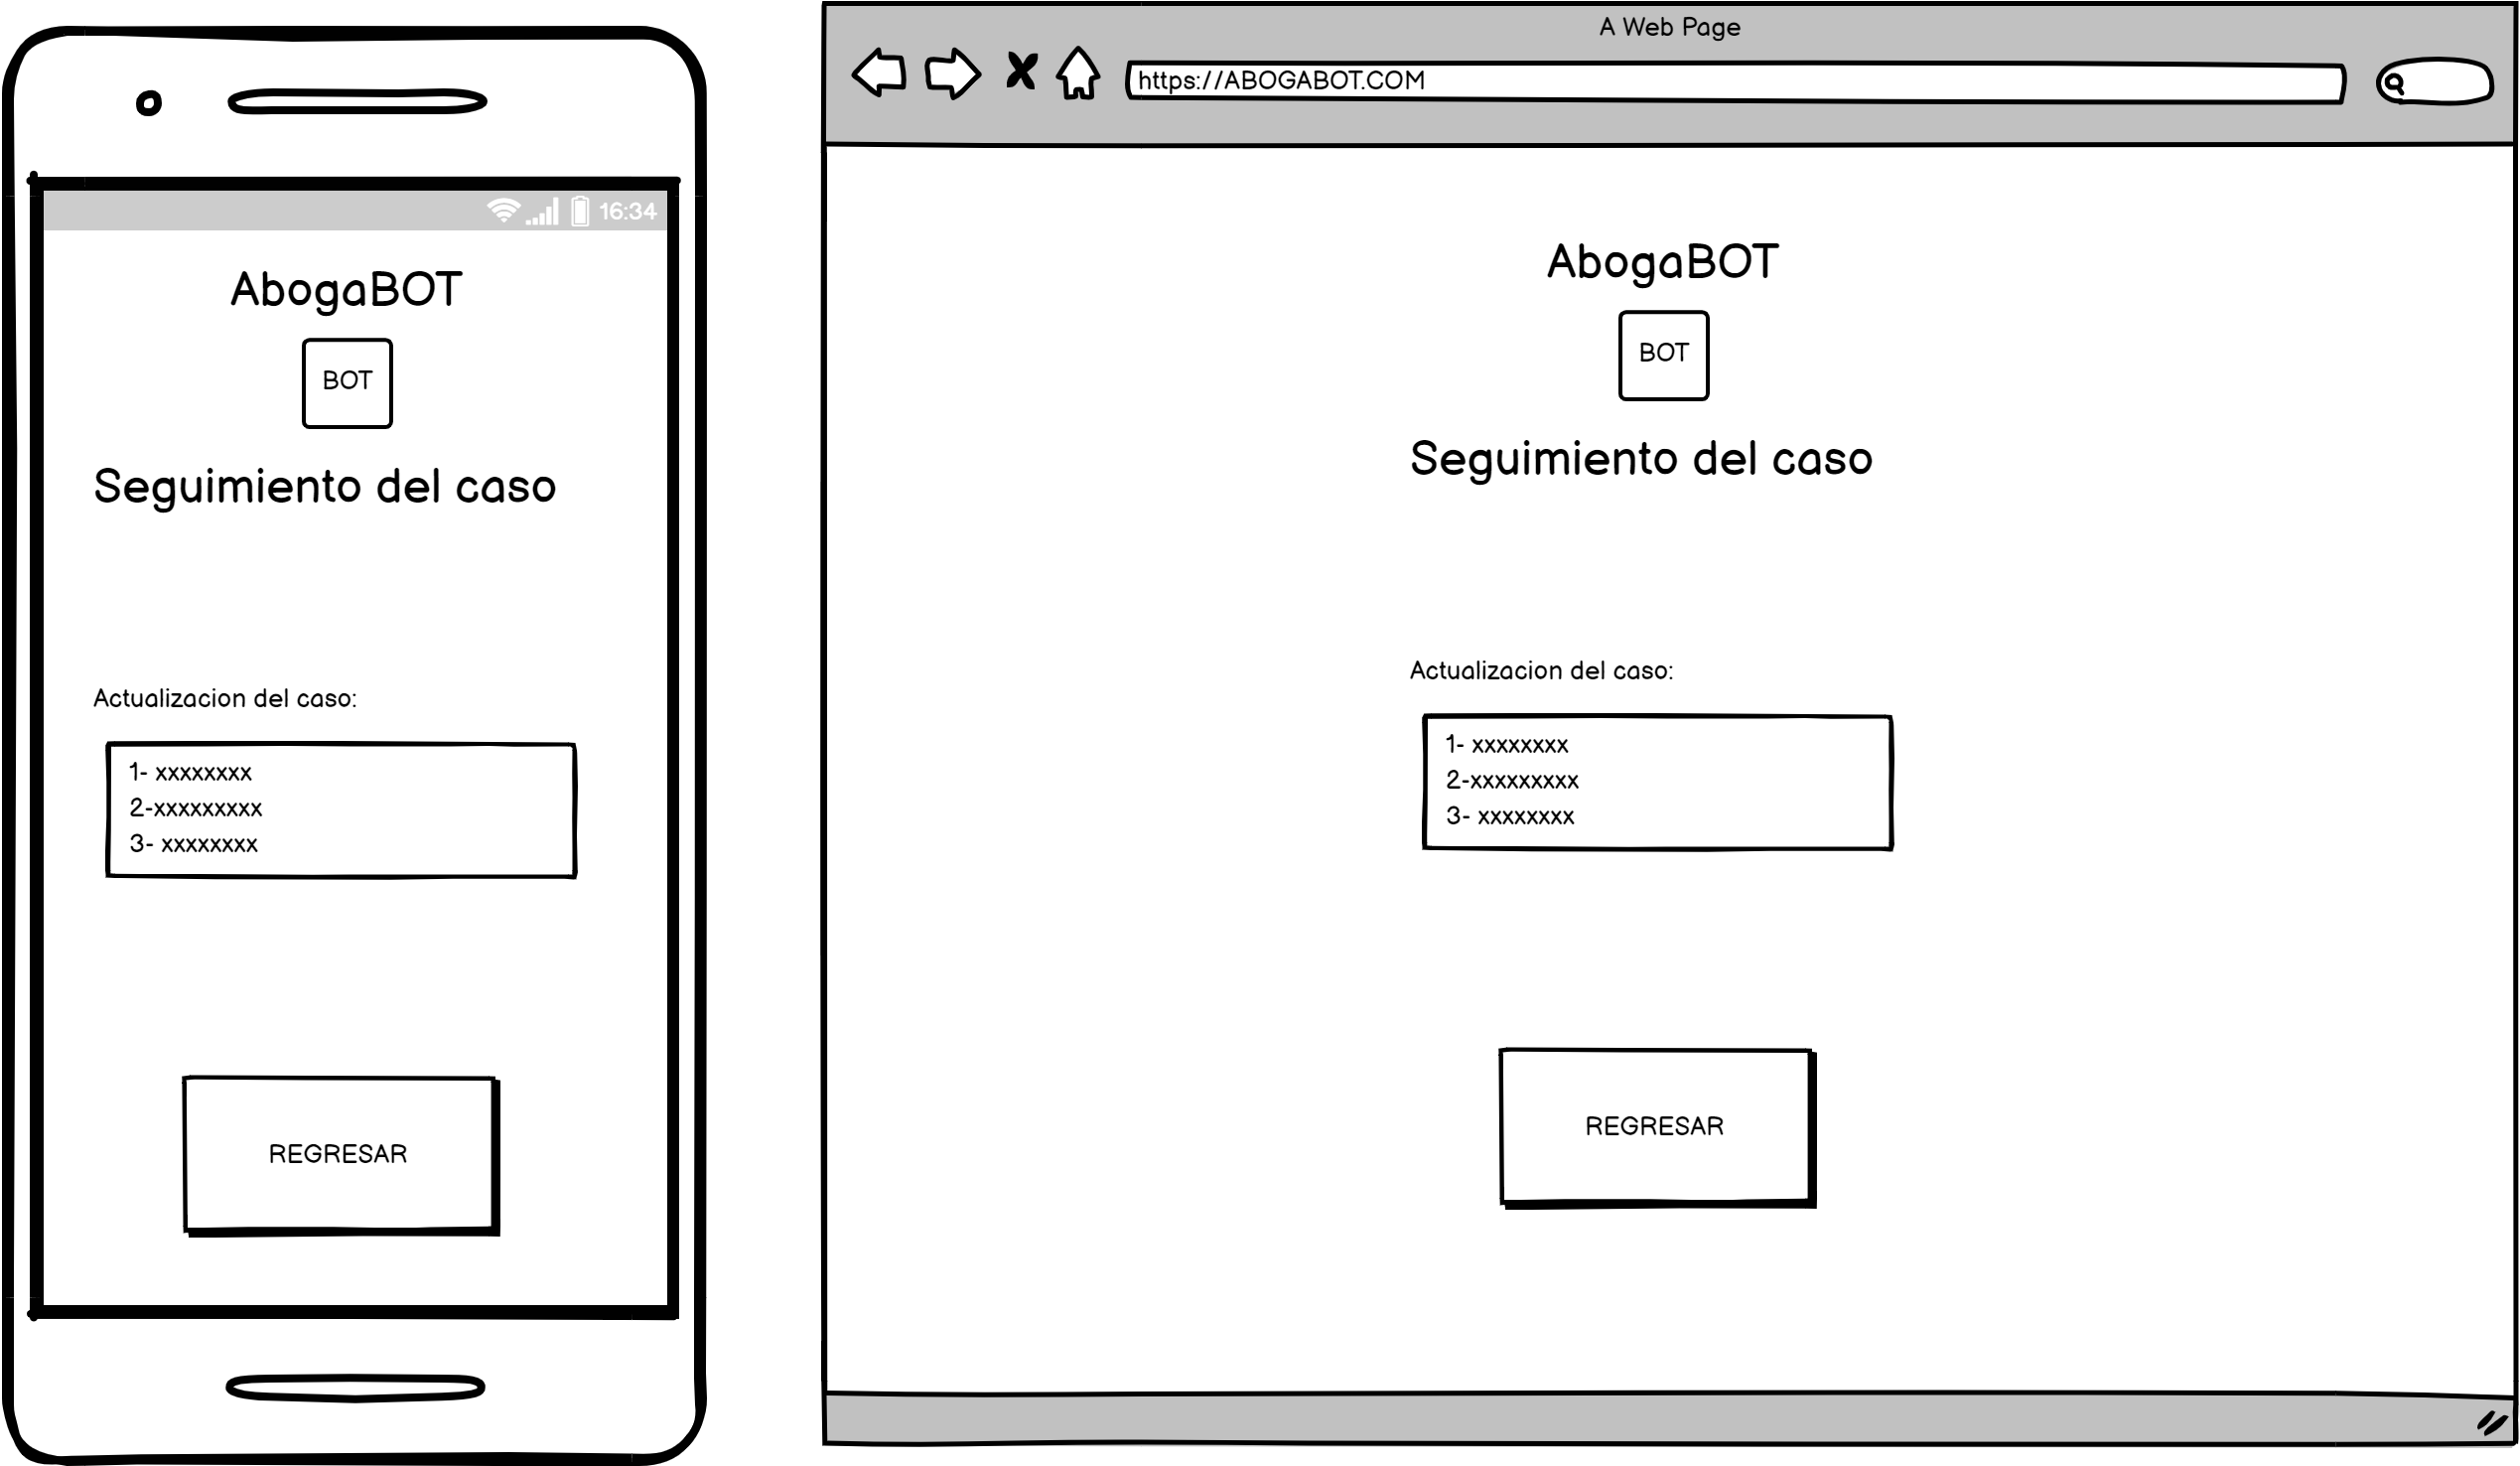 16:34
AbogaBOT
BOT
Seguimiento del caso
Actualizacion del caso:
1- xxxxxxxx
2-xxxxxxxxx
3- xxxxxxxx
REGRESAR
A Web Page
https://ABOGABOT.COM
AbogaBOT
BOT
Seguimiento del caso
Actualizacion del caso:
1- xxxxxxxx
2-xxxxxxxxx
3- xxxxxxxx
REGRESAR